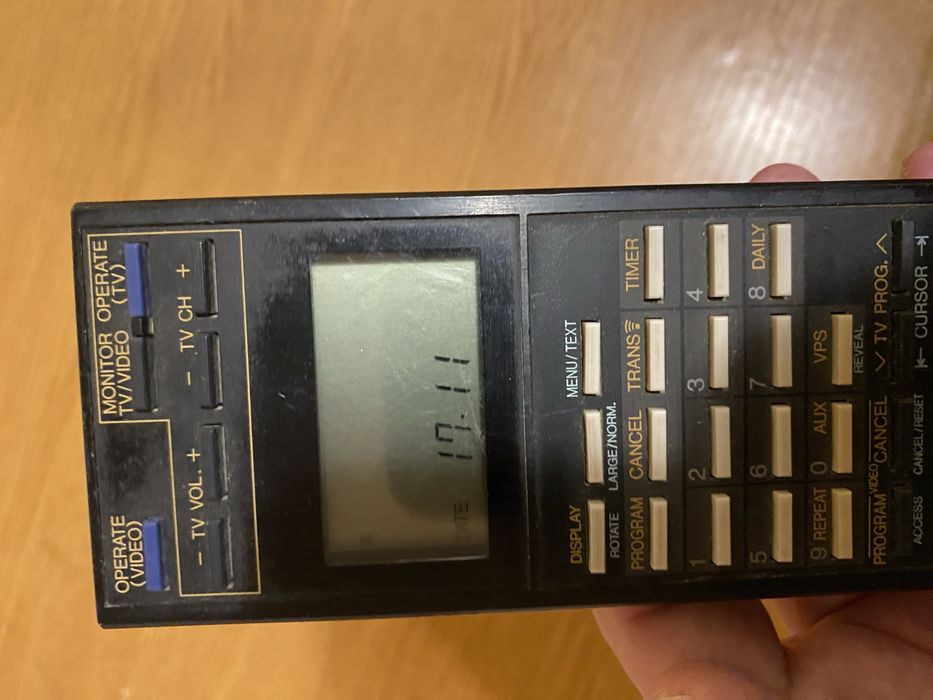 OPERATE (VIDEO)
MONITOR TV/VIDEO
OPERATE (TV)
− TV VOL. +
− TV CH +
DATE 17.11
DISPLAY
MENU/TEXT
ROTATE
LARGE/NORM.
PROGRAM CANCEL TRANS TIMER
1 2 3 4
5 6 7 8 DAILY
9 REPEAT 0 AUX VPS
REVEAL
PROGRAM VIDEO CANCEL TV PROG.
ACCESS CANCEL/RESET CURSOR